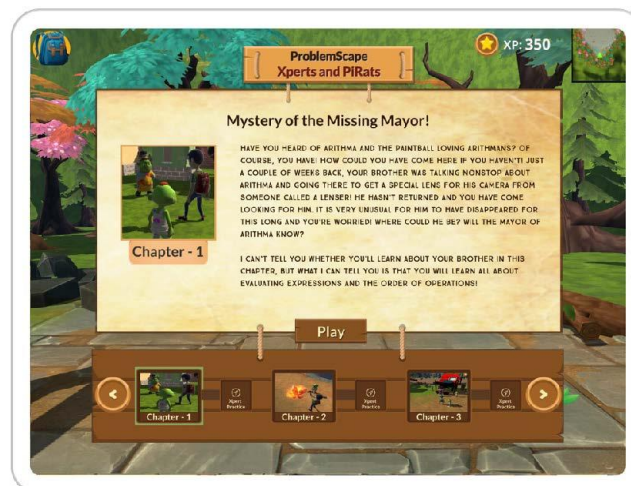 XP: 350
ProblemScape
Xperts and PiRats
Mystery of the Missing Mayor!
HAVE YOU HEARD OF ARITHMA AND THE PAINTBALL LOVING ARITHMANS? OF
COURSE, YOU HAVE! HOW COULD YOU HAVE COME HERE IF YOU HAVEN'T! JUST
A COUPLE OF WEEKS BACK, YOUR BROTHER WAS TALKING NONSTOP ABOUT
ARITHMA AND GOING THERE TO GET A SPECIAL LENS FOR HIS CAMERA FROM
SOMEONE CALLED A LENSER! HE HASN'T RETURNED AND YOU HAVE COME
LOOKING FOR HIM. IT IS VERY UNUSUAL FOR HIM TO HAVE DISAPPEARED FOR
THIS LONG AND YOU'RE WORRIED! WHERE COULD HE BE? WILL THE MAYOR OF
ARITHMA KNOW?
I CAN'T TELL YOU WHETHER YOU'LL LEARN ABOUT YOUR BROTHER IN THIS
CHAPTER, BUT WHAT I CAN TELL YOU IS THAT YOU WILL LEARN ALL ABOUT
EVALUATING EXPRESSIONS AND THE ORDER OF OPERATIONS!
Chapter - 1
Play
Chapter - 1
Xpert
Practice
Chapter - 2
Xpert
Practice
Chapter - 3
Xpert
Practice